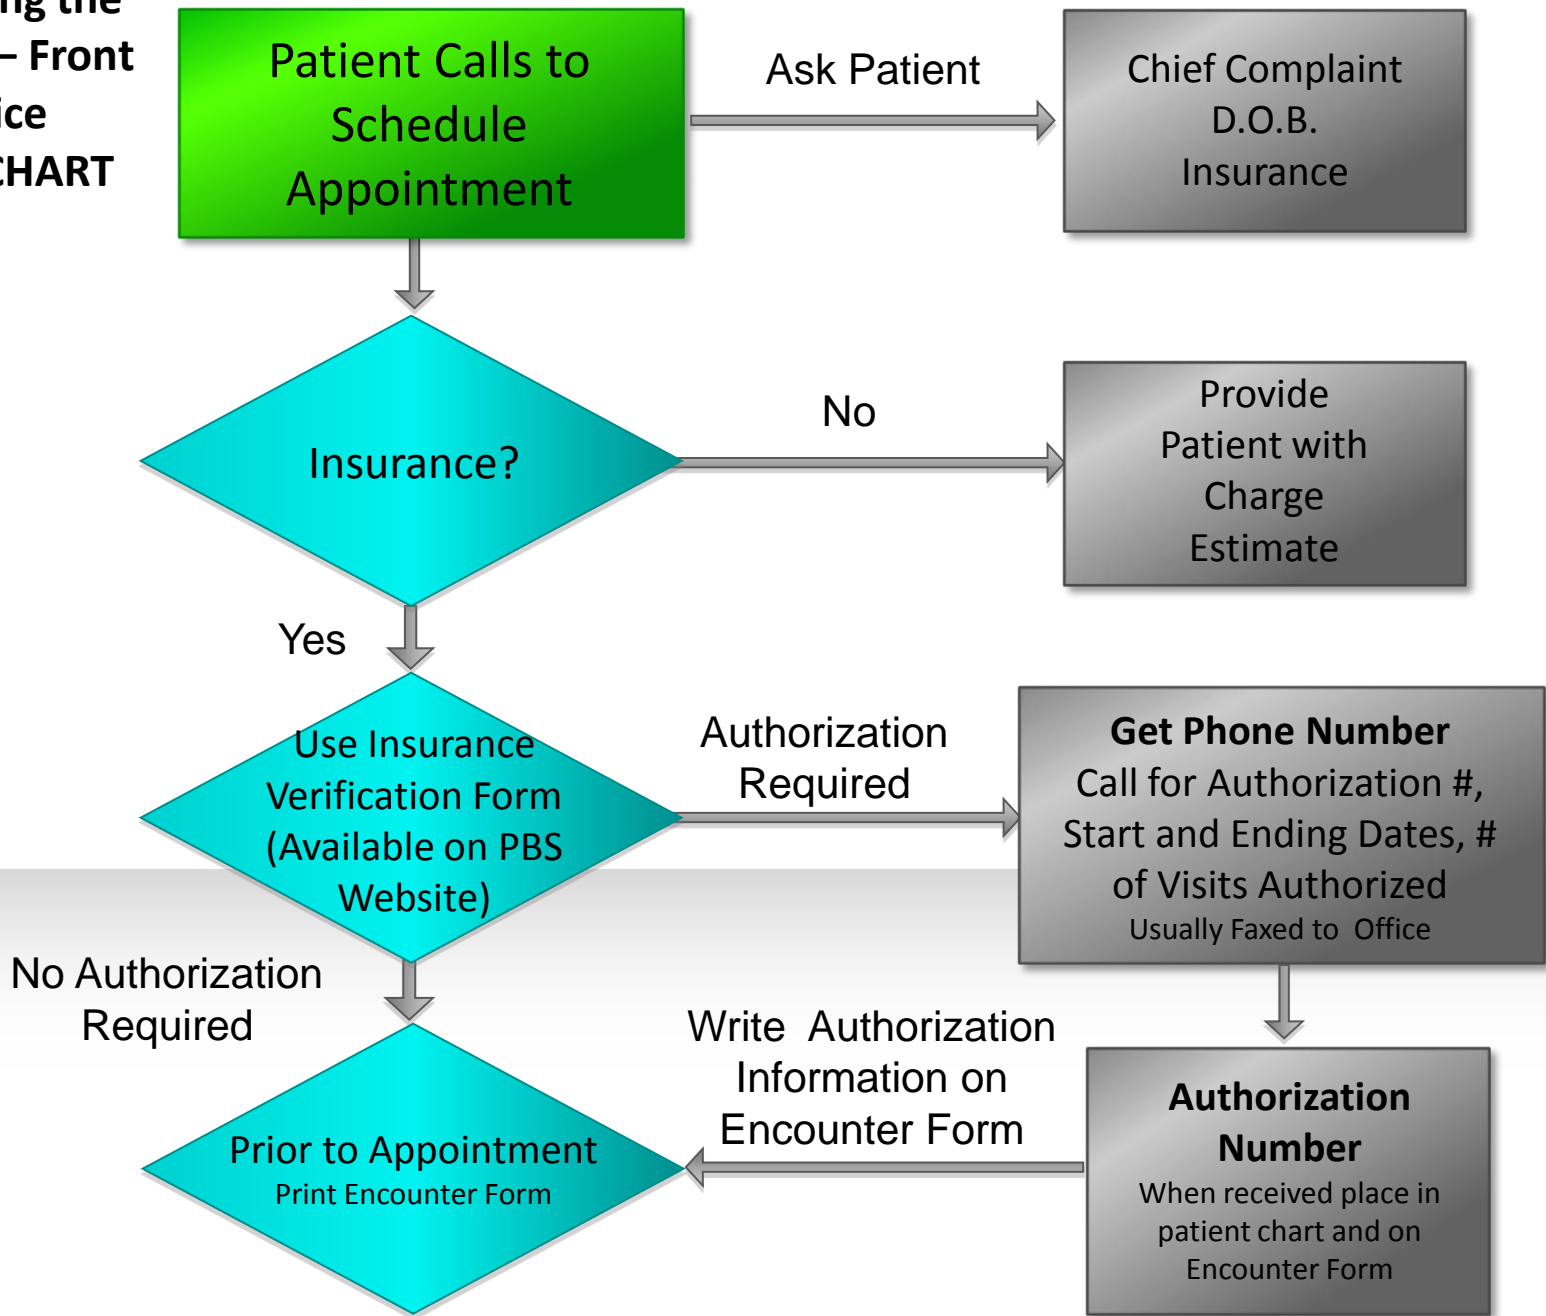 ng the
– Front
ice
CHART
Patient Calls to
Schedule
Appointment
Ask Patient
Chief Complaint
D.O.B.
Insurance
Insurance?
No
Provide
Patient with
Charge
Estimate
Yes
Use Insurance
Verification Form
(Available on PBS
Website)
Authorization
Required
Get Phone Number
Call for Authorization #,
Start and Ending Dates, #
of Visits Authorized
Usually Faxed to  Office
No Authorization
Required
Write  Authorization
Information on
Encounter Form
Prior to Appointment
Print Encounter Form
Authorization
Number
When received place in
patient chart and on
Encounter Form